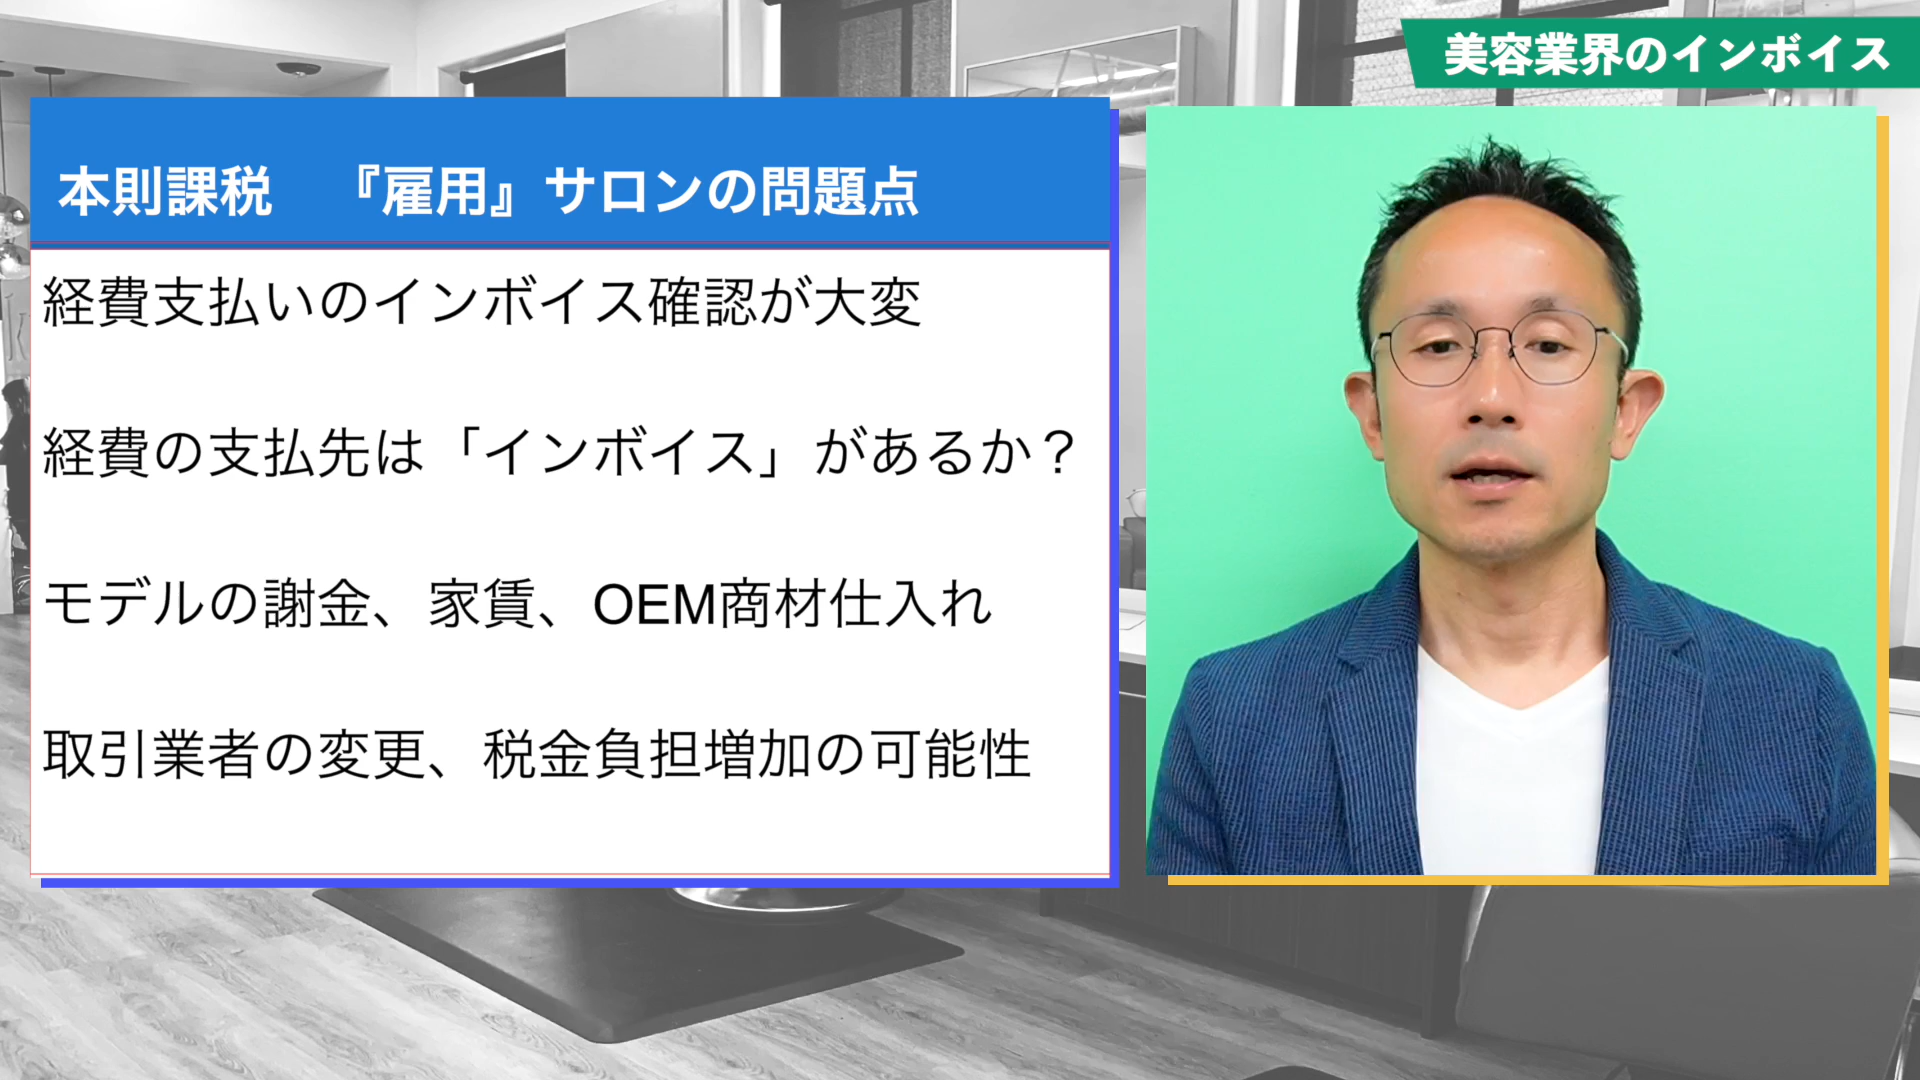 美容業界のインボイス
本則課税 『雇用』サロンの問題点
経費支払いのインボイス確認が大変
経費の支払先は「インボイス」があるか？
モデルの謝金、家賃、OEM商材仕入れ
取引業者の変更、税金負担増加の可能性